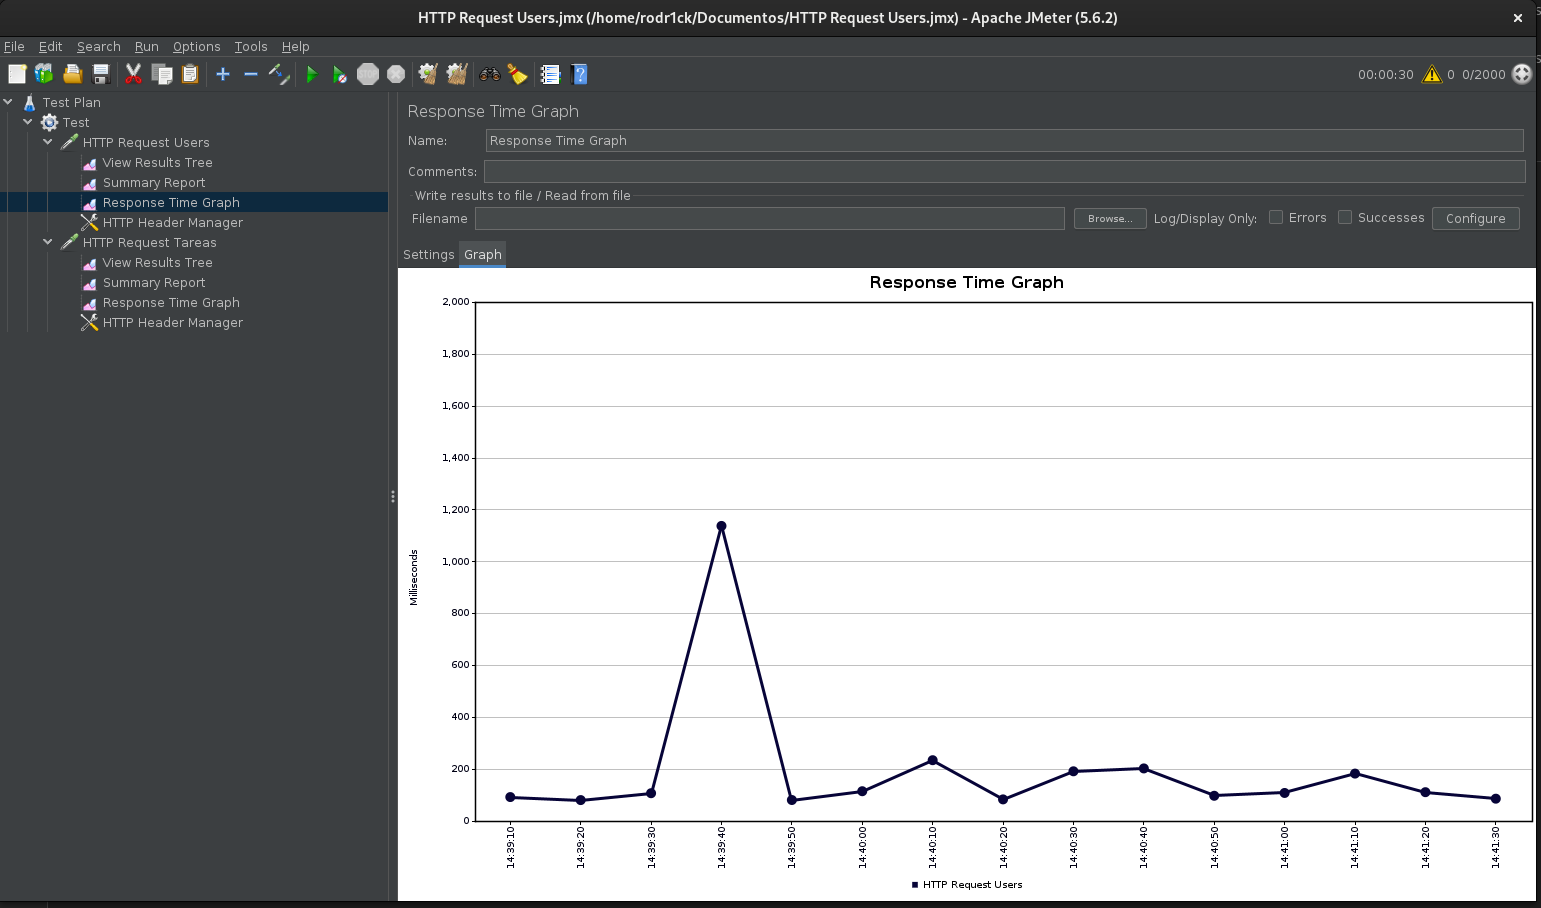 HTTP Request Users.jmx (/home/rodr1ck/Documentos/HTTP Request Users.jmx) - Apache JMeter (5.6.2)
File Edit Search Run Options Tools Help
STOP
00:00:30 0 0/2000
Test Plan
Test
HTTP Request Users
View Results Tree
Summary Report
Response Time Graph
HTTP Header Manager
HTTP Request Tareas
View Results Tree
Summary Report
Response Time Graph
HTTP Header Manager
Response Time Graph
Name: Response Time Graph
Comments:
Write results to file / Read from file
Filename Browse... Log/Display Only: Errors Successes Configure
Settings Graph
Response Time Graph
2,000
1,800
1,600
1,400
1,200
1,000
800
600
400
200
0
Milliseconds
14:39:10
14:39:20
14:39:30
14:39:40
14:39:50
14:40:00
14:40:10
14:40:20
14:40:30
14:40:40
14:40:50
14:41:00
14:41:10
14:41:20
14:41:30
HTTP Request Users